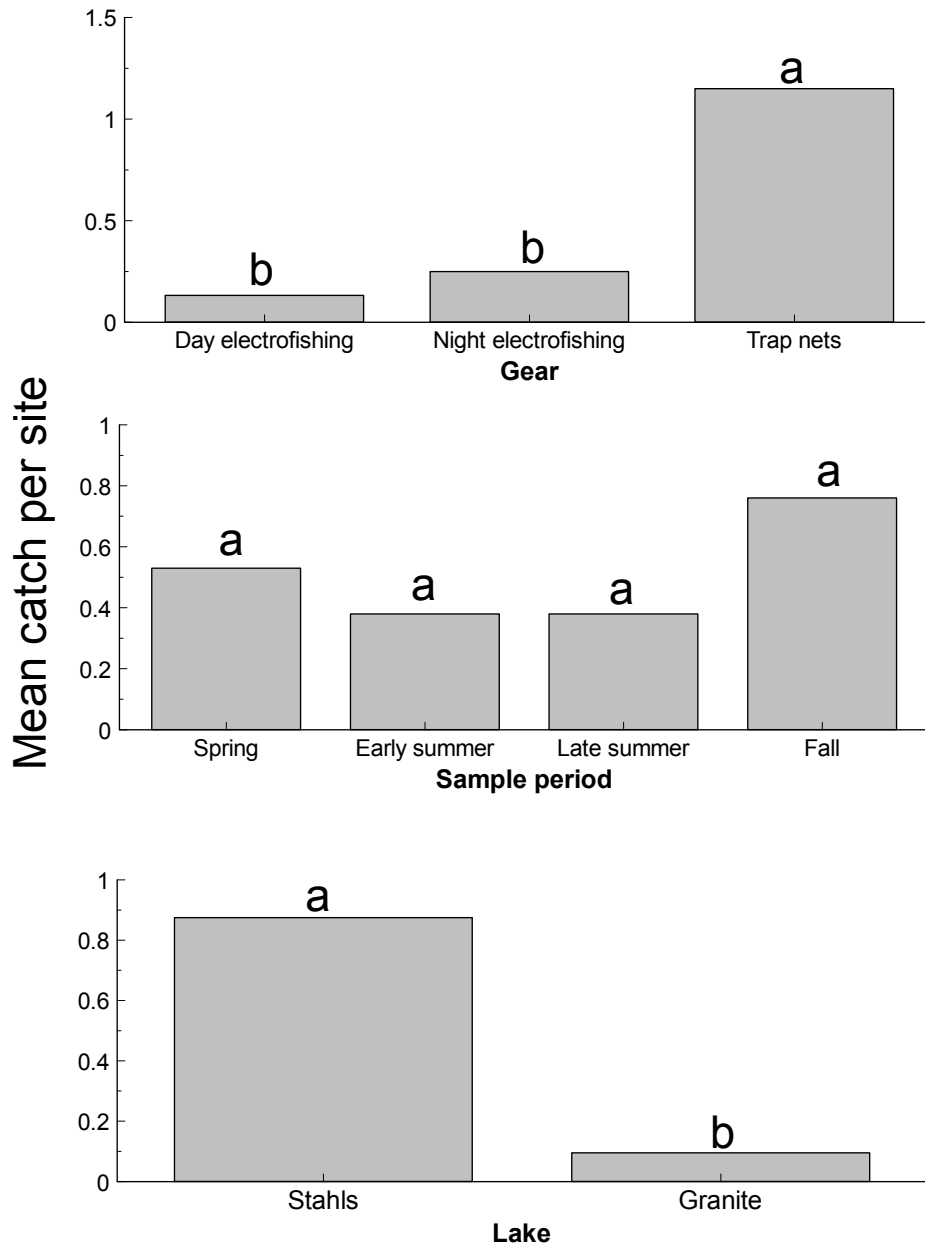 Mean catch per site
1.5
a
1
0.5
b
b
0
Day electrofishing Night electrofishing Trap nets
Gear
1
a
0.8
a
0.6
a
a
0.4
0.2
0
Spring Early summer Late summer Fall
Sample period
1
a
0.8
0.6
0.4
0.2
b
0
Stahls Granite
Lake